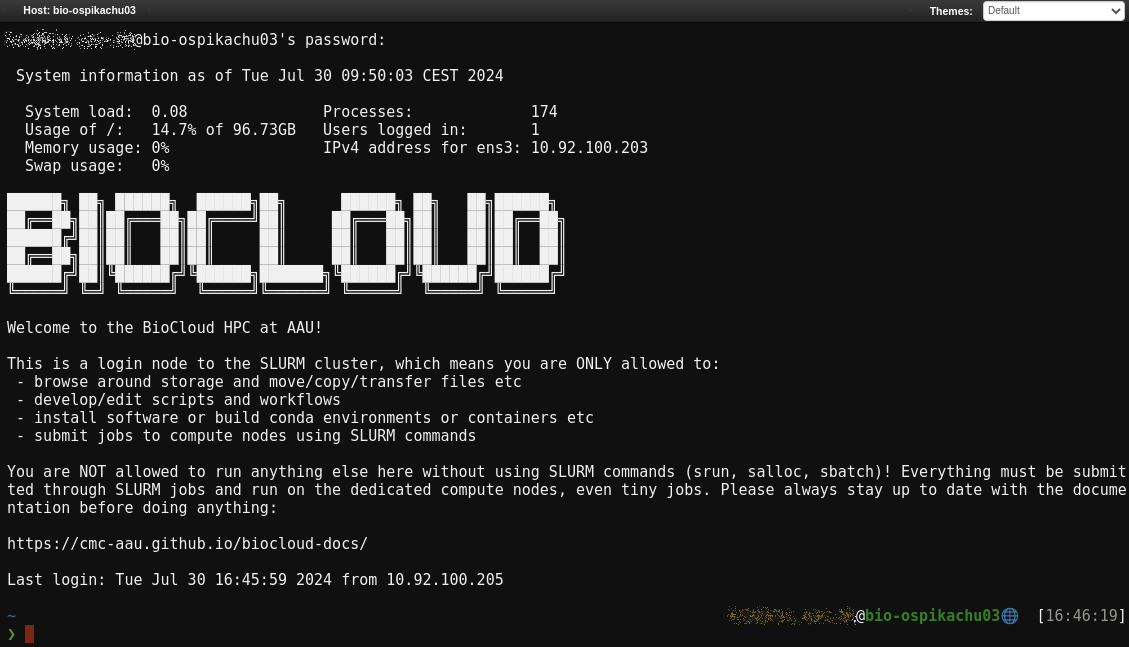 Host: bio-ospikachu03
Themes: Default
@bio-ospikachu03's password:
System information as of Tue Jul 30 09:50:03 CEST 2024
System load: 0.08 Processes: 174
Usage of /: 14.7% of 96.73GB Users logged in: 1
Memory usage: 0% IPv4 address for ens3: 10.92.100.203
Swap usage: 0%
BIOCLOUD
Welcome to the BioCloud HPC at AAU!
This is a login node to the SLURM cluster, which means you are ONLY allowed to:
- browse around storage and move/copy/transfer files etc
- develop/edit scripts and workflows
- install software or build conda environments or containers etc
- submit jobs to compute nodes using SLURM commands
You are NOT allowed to run anything else here without using SLURM commands (srun, salloc, sbatch)! Everything must be submit
ted through SLURM jobs and run on the dedicated compute nodes, even tiny jobs. Please always stay up to date with the docume
ntation before doing anything:
https://cmc-aau.github.io/biocloud-docs/
Last login: Tue Jul 30 16:45:59 2024 from 10.92.100.205
~ @bio-ospikachu03 [16:46:19]
❯